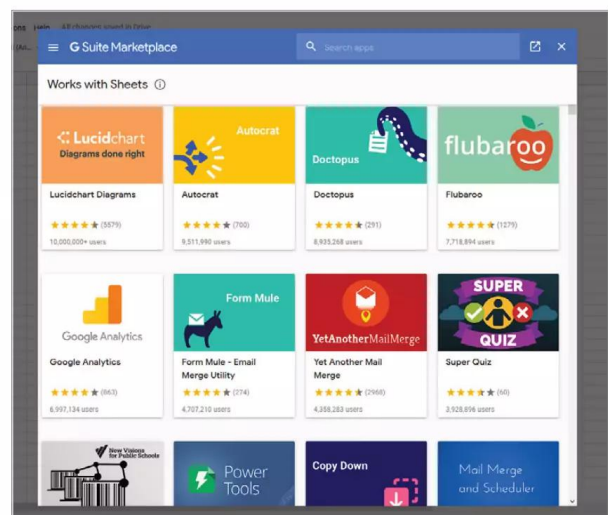 Help All changes saved in Drive
G Suite Marketplace
Search apps
Works with Sheets
Lucidchart
Diagrams done right
Autocrat
Doctopus
flubaroo
Lucidchart Diagrams
Autocrat
Doctopus
Flubaroo
(5579)
(700)
(291)
(1279)
10,000,000+ users
9,511,990 users
8,935,268 users
7,718,894 users
Google Analytics
Form Mule
YetAnotherMailMerge
SUPER
QUIZ
Google Analytics
Form Mule - Email
Merge Utility
Yet Another Mail
Merge
Super Quiz
(863)
(274)
(2968)
(60)
6,997,134 users
4,707,210 users
4,358,283 users
3,928,896 users
New Visions
for Public Schools
Power
Tools
Copy Down
Mail Merge
and Scheduler